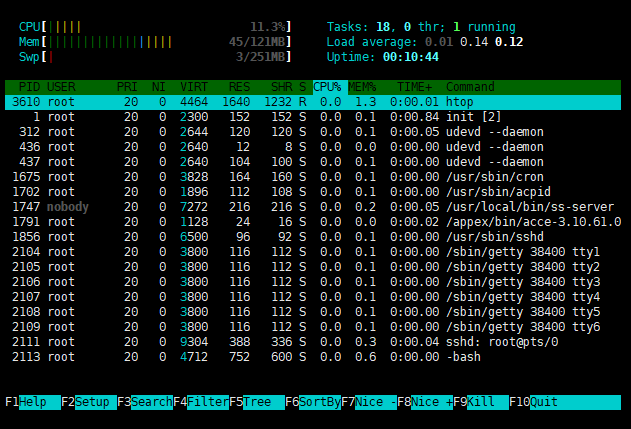 CPU[||||| 11.3%] Tasks: 18, 0 thr; 1 running
Mem[|||||||||||||||||| 45/121MB] Load average: 0.01 0.14 0.12
Swp[| 3/251MB] Uptime: 00:10:44
PID USER PRI NI VIRT RES SHR S CPU% MEM% TIME+ Command
3610 root 20 0 4464 1640 1232 R 0.0 1.3 0:00.01 htop
1 root 20 0 2300 152 152 S 0.0 0.1 0:00.84 init [2]
312 root 20 0 2644 120 120 S 0.0 0.1 0:00.05 udevd --daemon
436 root 20 0 2640 12 8 S 0.0 0.0 0:00.00 udevd --daemon
437 root 20 0 2640 104 100 S 0.0 0.1 0:00.00 udevd --daemon
1675 root 20 0 3828 164 160 S 0.0 0.1 0:00.00 /usr/sbin/cron
1702 root 20 0 1896 112 108 S 0.0 0.1 0:00.00 /usr/sbin/acpid
1747 nobody 20 0 7272 216 216 S 0.0 0.2 0:00.05 /usr/local/bin/ss-server
1791 root 20 0 1128 24 16 S 0.0 0.0 0:00.02 /appex/bin/acce-3.10.61.0
1856 root 20 0 6500 96 92 S 0.0 0.1 0:00.00 /usr/sbin/sshd
2104 root 20 0 3800 116 112 S 0.0 0.1 0:00.00 /sbin/getty 38400 tty1
2105 root 20 0 3800 116 112 S 0.0 0.1 0:00.00 /sbin/getty 38400 tty2
2106 root 20 0 3800 116 112 S 0.0 0.1 0:00.00 /sbin/getty 38400 tty3
2107 root 20 0 3800 116 112 S 0.0 0.1 0:00.00 /sbin/getty 38400 tty4
2108 root 20 0 3800 116 112 S 0.0 0.1 0:00.00 /sbin/getty 38400 tty5
2109 root 20 0 3800 116 112 S 0.0 0.1 0:00.00 /sbin/getty 38400 tty6
2111 root 20 0 9304 388 336 S 0.0 0.3 0:00.04 sshd: root@pts/0
2113 root 20 0 4712 752 600 S 0.0 0.6 0:00.00 -bash
F1Help F2Setup F3SearchF4FilterF5Tree F6SortByF7Nice -F8Nice +F9Kill F10Quit